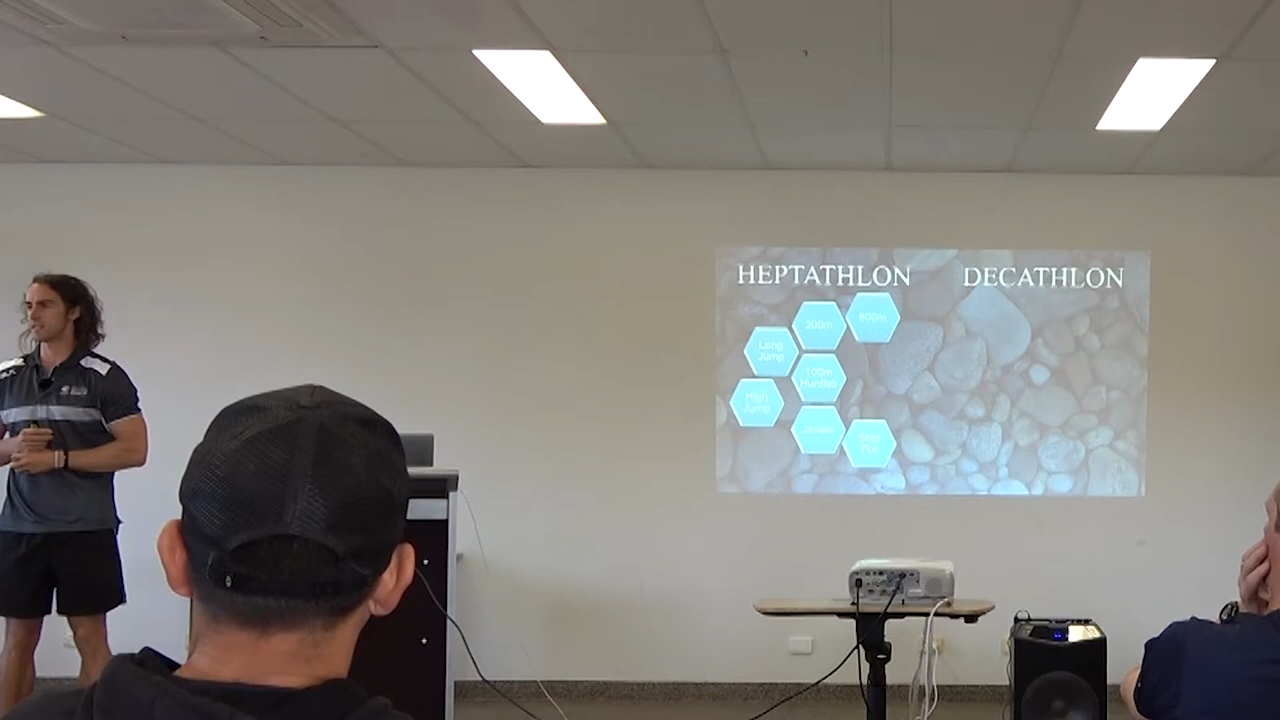 HEPTATHLON
DECATHLON
200m
800m
Long
Jump
100m
Hurdles
High
Jump
Javelin
Shot
Put